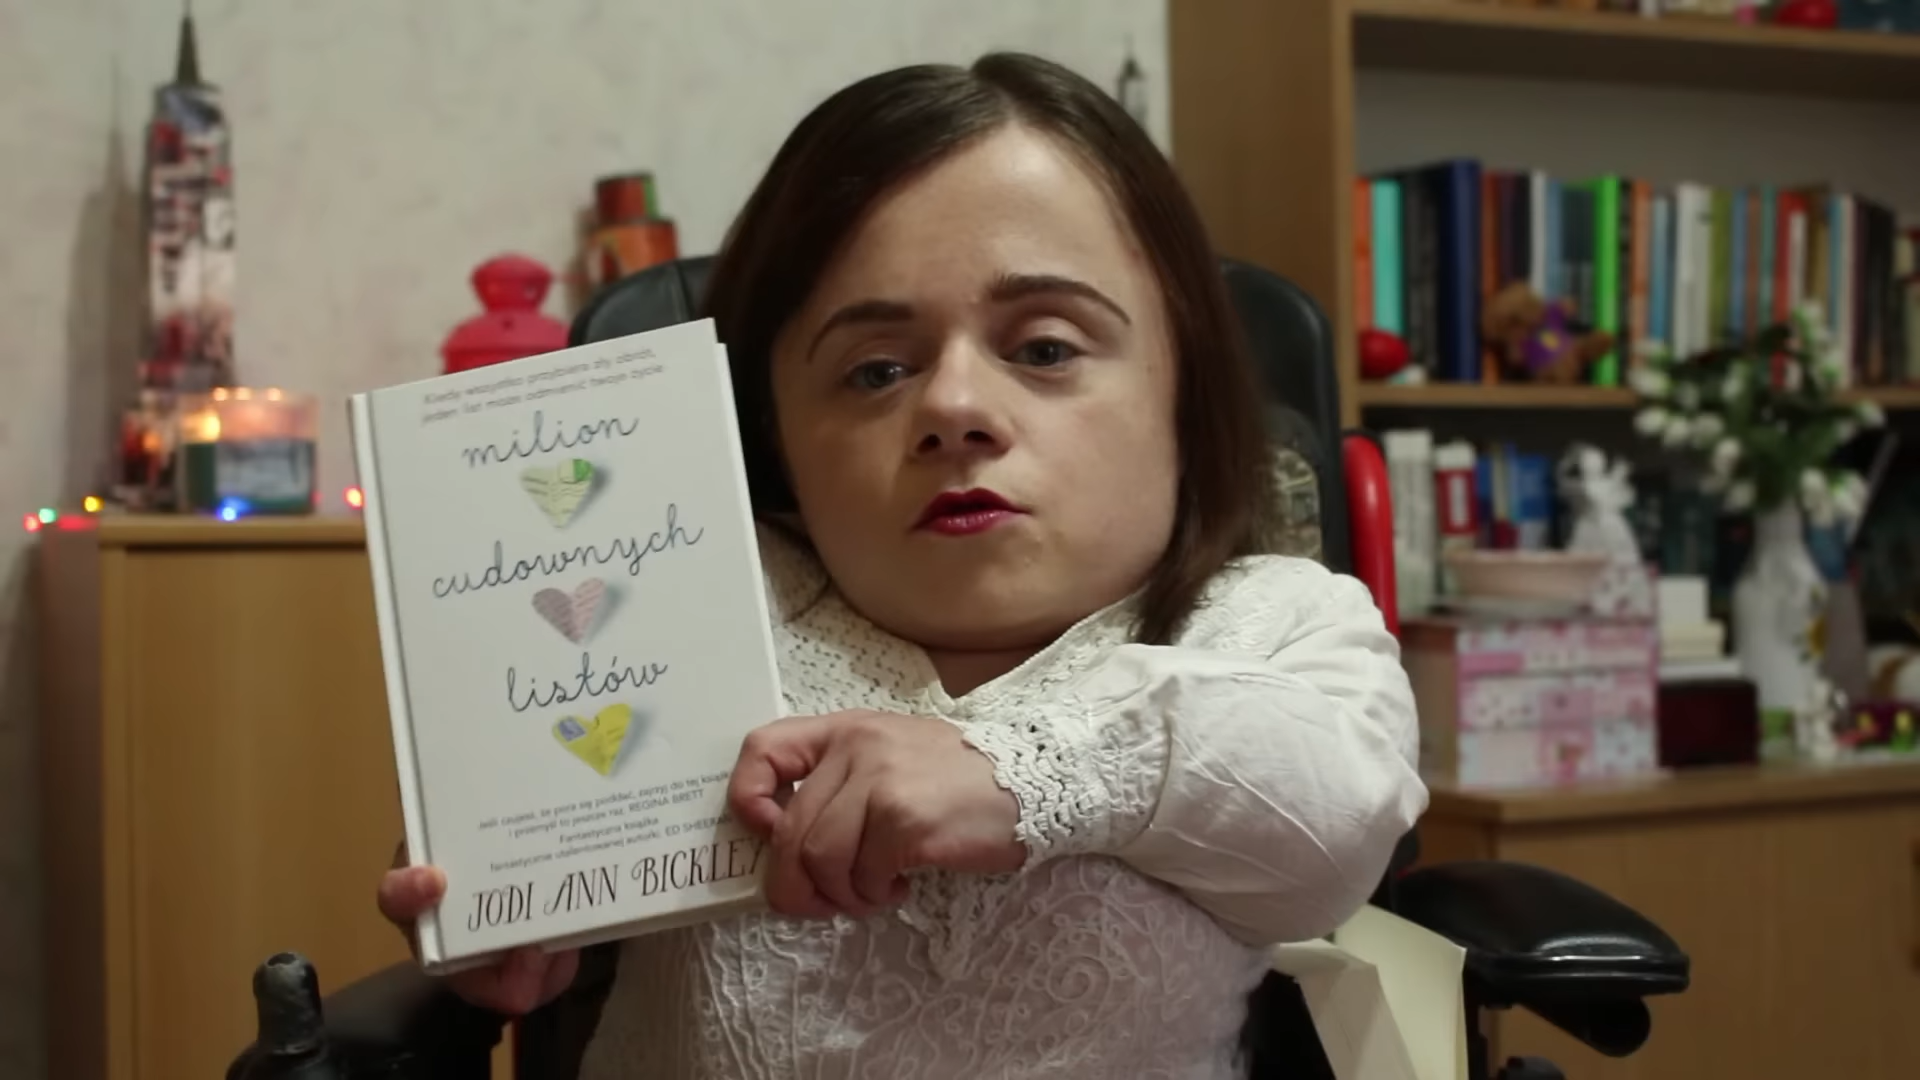 Kiedy wszystko przybiera zły obrót,
jeden list może odmienić twoje życie
milion
cudownych
listów
Jeśli czujesz, że pora się poddać, zajrzyj do tej książki
i przemyśl to jeszcze raz. REGINA BRETT
Fantastyczna książka
fantastycznie utalentowanej autorki. ED SHEERAN
JODI ANN BICKLEY